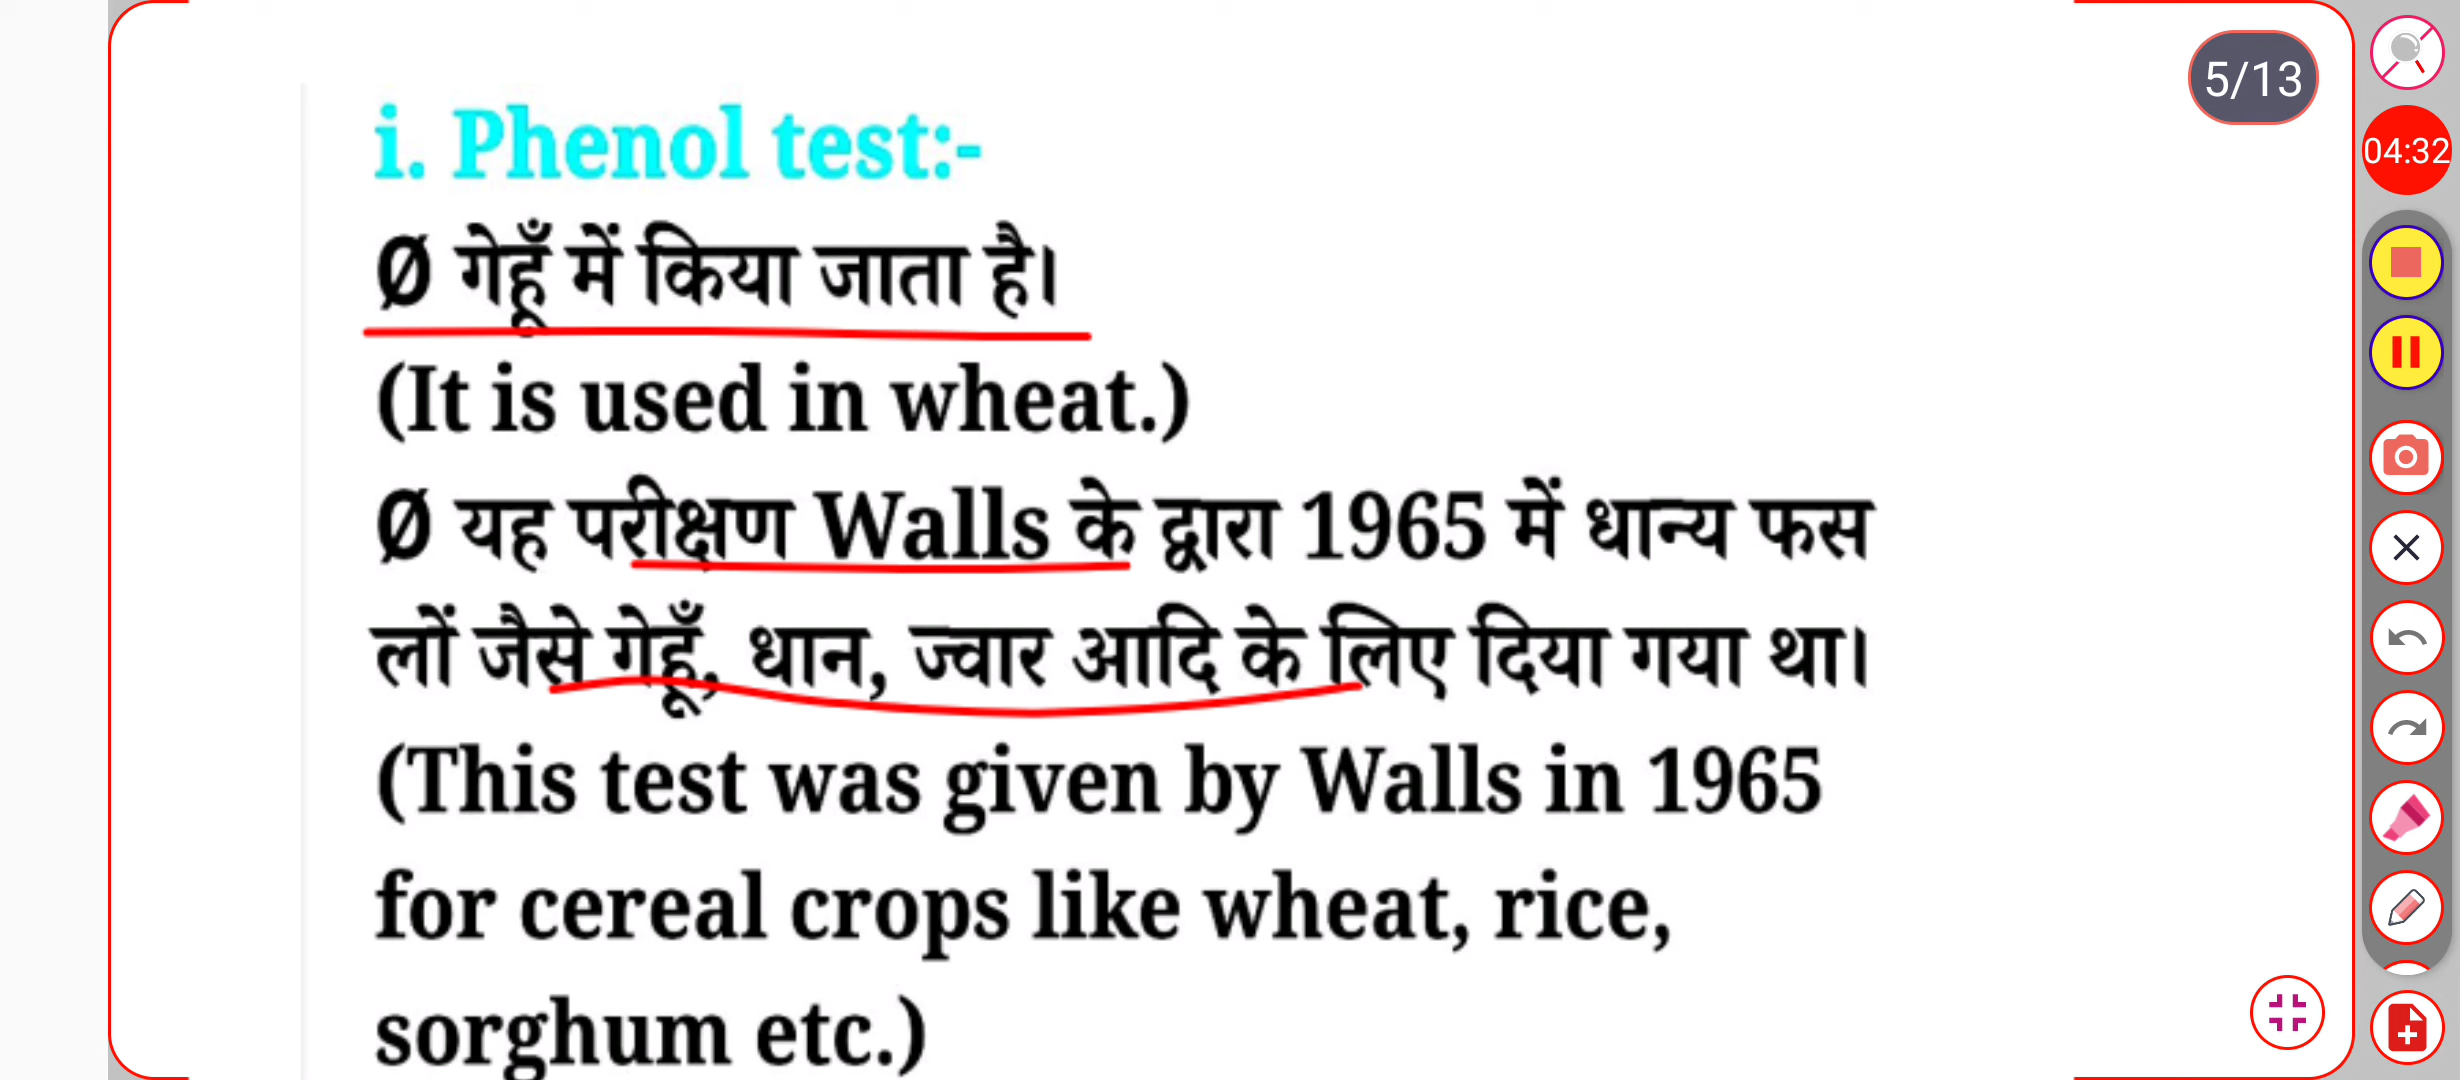 5/13
04:32
i. Phenol test:-
Ø गेहूँ में किया जाता है।
(It is used in wheat.)
Ø यह परीक्षण Walls के द्वारा 1965 में धान्य फस
लों जैसे गेहूँ, धान, ज्वार आदि के लिए दिया गया था।
(This test was given by Walls in 1965
for cereal crops like wheat, rice,
sorghum etc.)